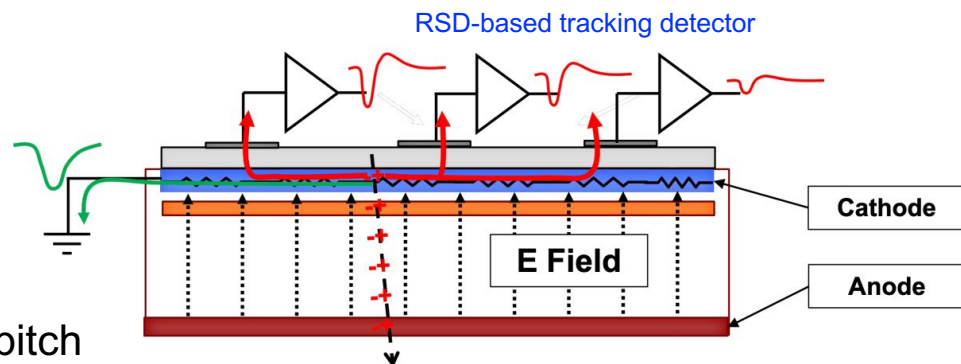 RSD-based tracking detector
Cathode
E Field
Anode
pitch